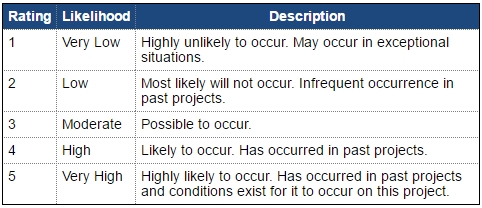 Rating Likelihood Description
1 Very Low Highly unlikely to occur. May occur in exceptional
situations.
2 Low Most likely will not occur. Infrequent occurrence in
past projects.
3 Moderate Possible to occur.
4 High Likely to occur. Has occurred in past projects.
5 Very High Highly likely to occur. Has occurred in past projects
and conditions exist for it to occur on this project.